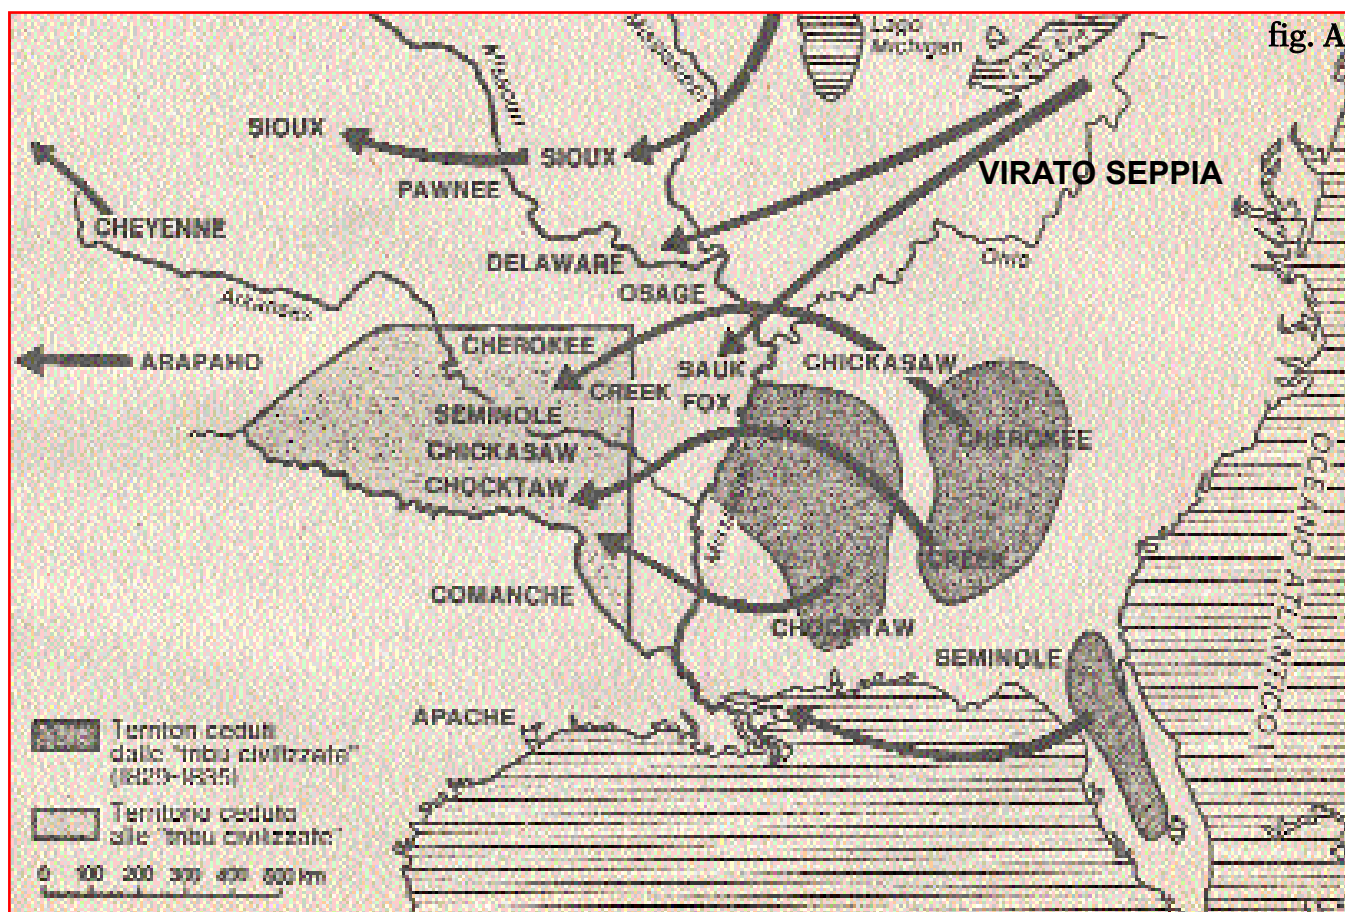 fig. A
Lago
Michigan
Missouri
SIOUX
SIOUX
VIRATO SEPPIA
PAWNEE
CHEYENNE
Ohio
DELAWARE
OSAGE
Arkansas
CHEROKEE
ARAPAHO
SAUK
CHICKASAW
CREEK
FOX
SEMINOLE
CHEROKEE
CHICKASAW
CHOCKTAW
OCEANO ATLANTICO
CREEK
COMANCHE
CHOCKTAW
SEMINOLE
APACHE
Territori ceduti
dalle "tribù civilizzate"
(1829-1835)
Territorio ceduto
alle "tribù civilizzate"
0 100 200 300 400 500 km